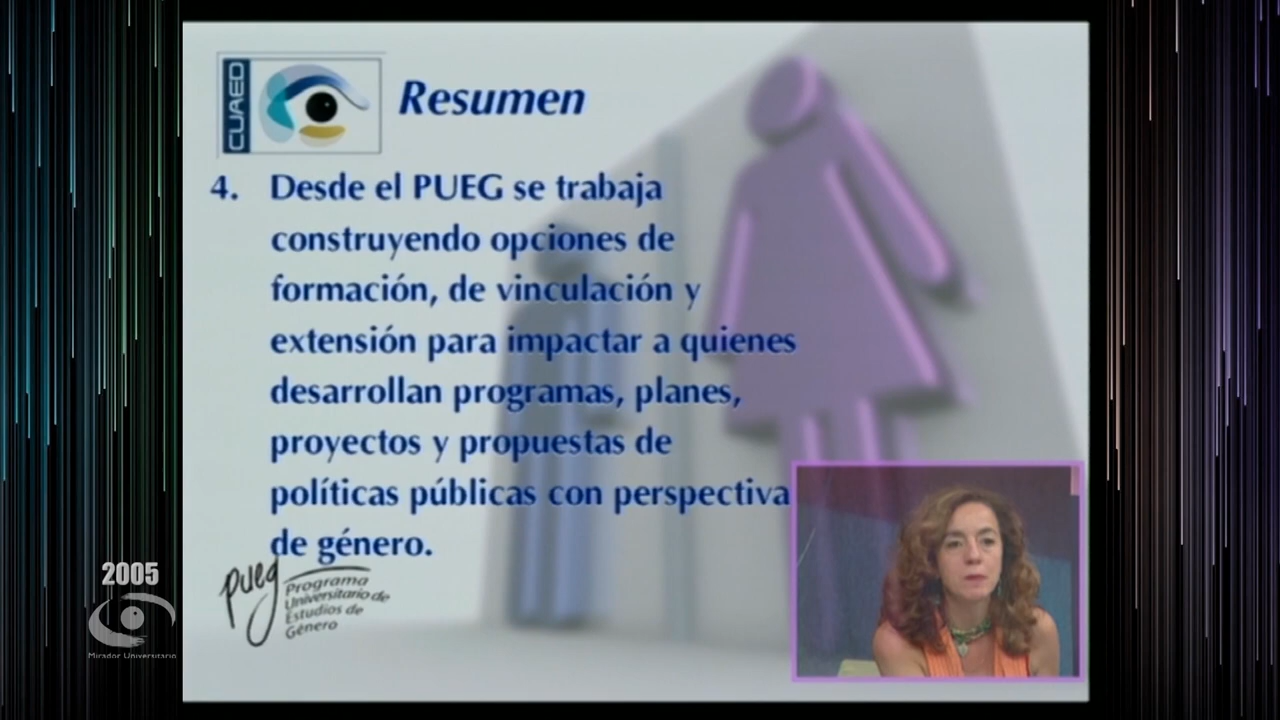 CUAED
Resumen
4. Desde el PUEG se trabaja
construyendo opciones de
formación, de vinculación y
extensión para impactar a quienes
desarrollan programas, planes,
proyectos y propuestas de
políticas públicas con perspectiva
de género.
pueg
Programa
Universitario de
Estudios de
Género
2005
Mirador Universitario